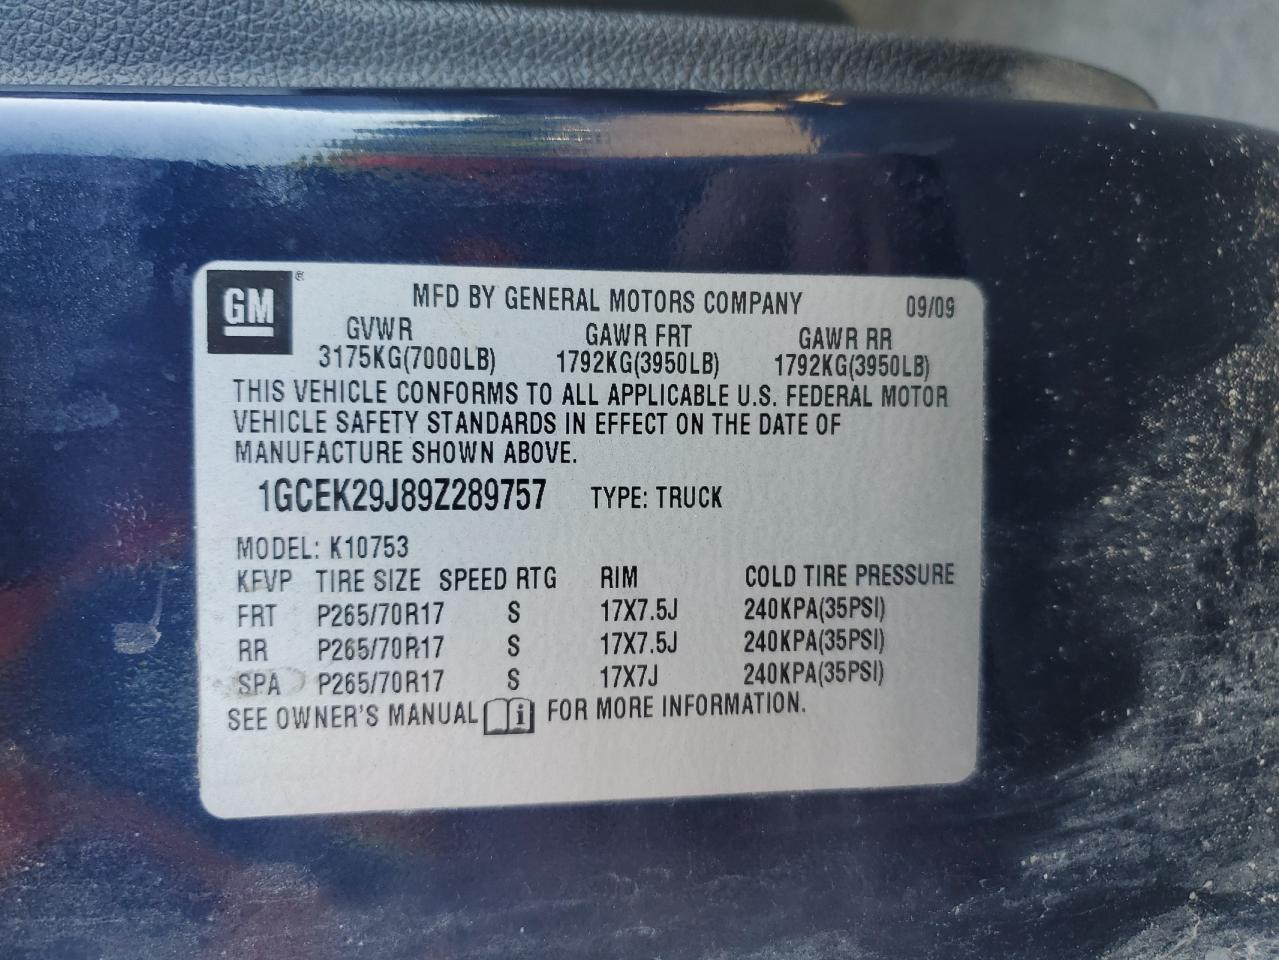 GM ® MFD BY GENERAL MOTORS COMPANY 09/09
GVWR GAWR FRT GAWR RR
3175KG(7000LB) 1792KG(3950LB) 1792KG(3950LB)
THIS VEHICLE CONFORMS TO ALL APPLICABLE U.S. FEDERAL MOTOR
VEHICLE SAFETY STANDARDS IN EFFECT ON THE DATE OF
MANUFACTURE SHOWN ABOVE.
1GCEK29J89Z289757 TYPE: TRUCK
MODEL: K10753
KFVP TIRE SIZE SPEED RTG RIM COLD TIRE PRESSURE
FRT P265/70R17 S 17X7.5J 240KPA(35PSI)
RR P265/70R17 S 17X7.5J 240KPA(35PSI)
SPA P265/70R17 S 17X7J 240KPA(35PSI)
SEE OWNER'S MANUAL i FOR MORE INFORMATION.